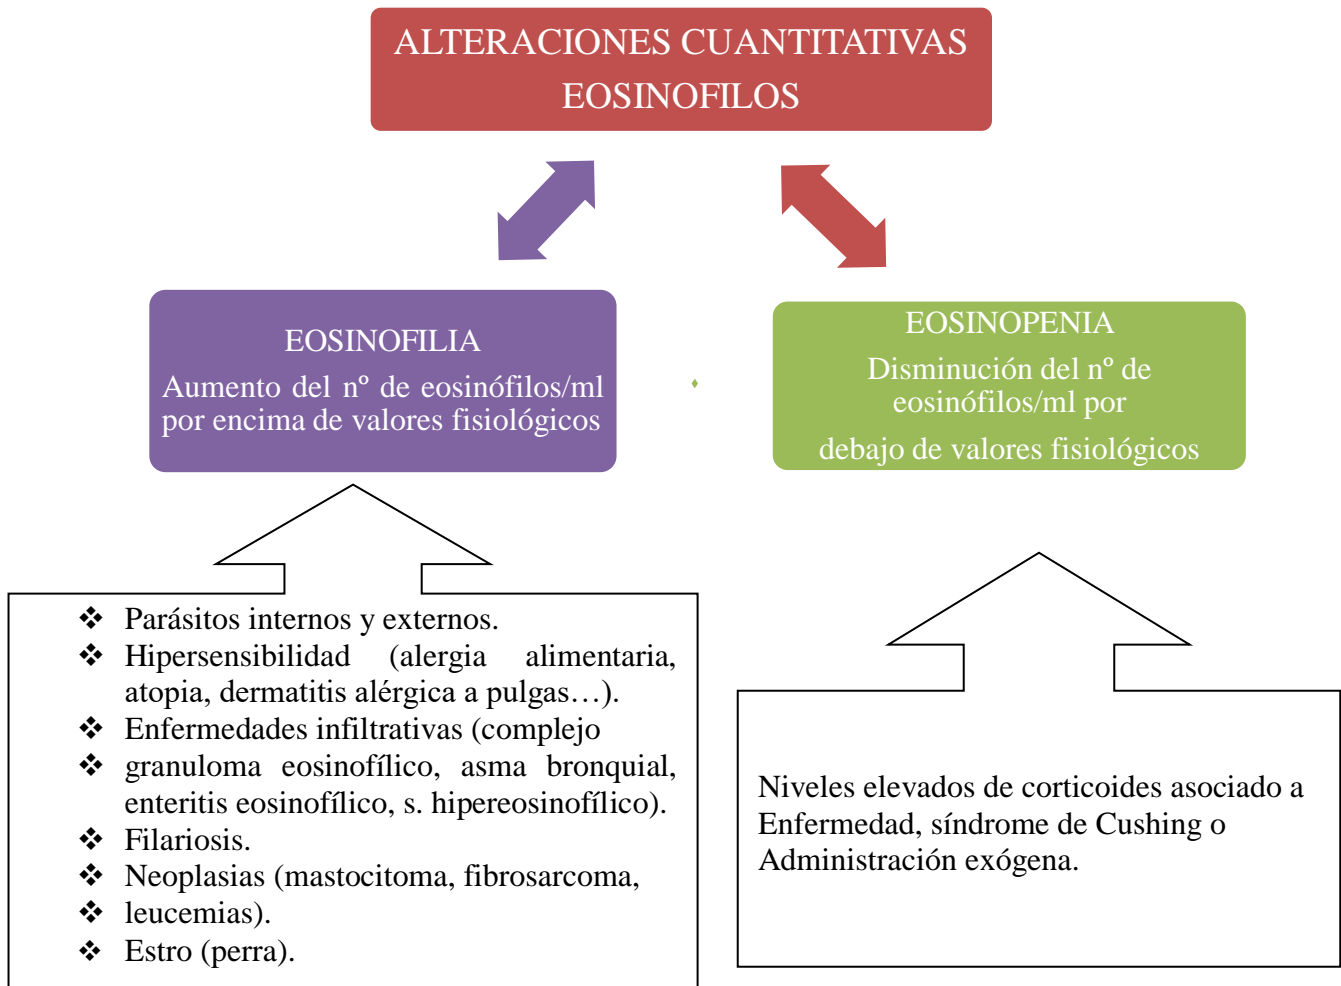 ALTERACIONES CUANTITATIVAS
EOSINOFILOS
EOSINOFILIA
Aumento del nº de eosinófilos/ml
por encima de valores fisiológicos
EOSINOPENIA
Disminución del nº de
eosinófilos/ml por
debajo de valores fisiológicos
❖ Parásitos internos y externos.
❖ Hipersensibilidad (alergia alimentaria,
atopia, dermatitis alérgica a pulgas…).
❖ Enfermedades infiltrativas (complejo
❖ granuloma eosinofílico, asma bronquial,
enteritis eosinofílico, s. hipereosinofílico).
❖ Filariosis.
❖ Neoplasias (mastocitoma, fibrosarcoma,
❖ leucemias).
❖ Estro (perra).
Niveles elevados de corticoides asociado a
Enfermedad, síndrome de Cushing o
Administración exógena.